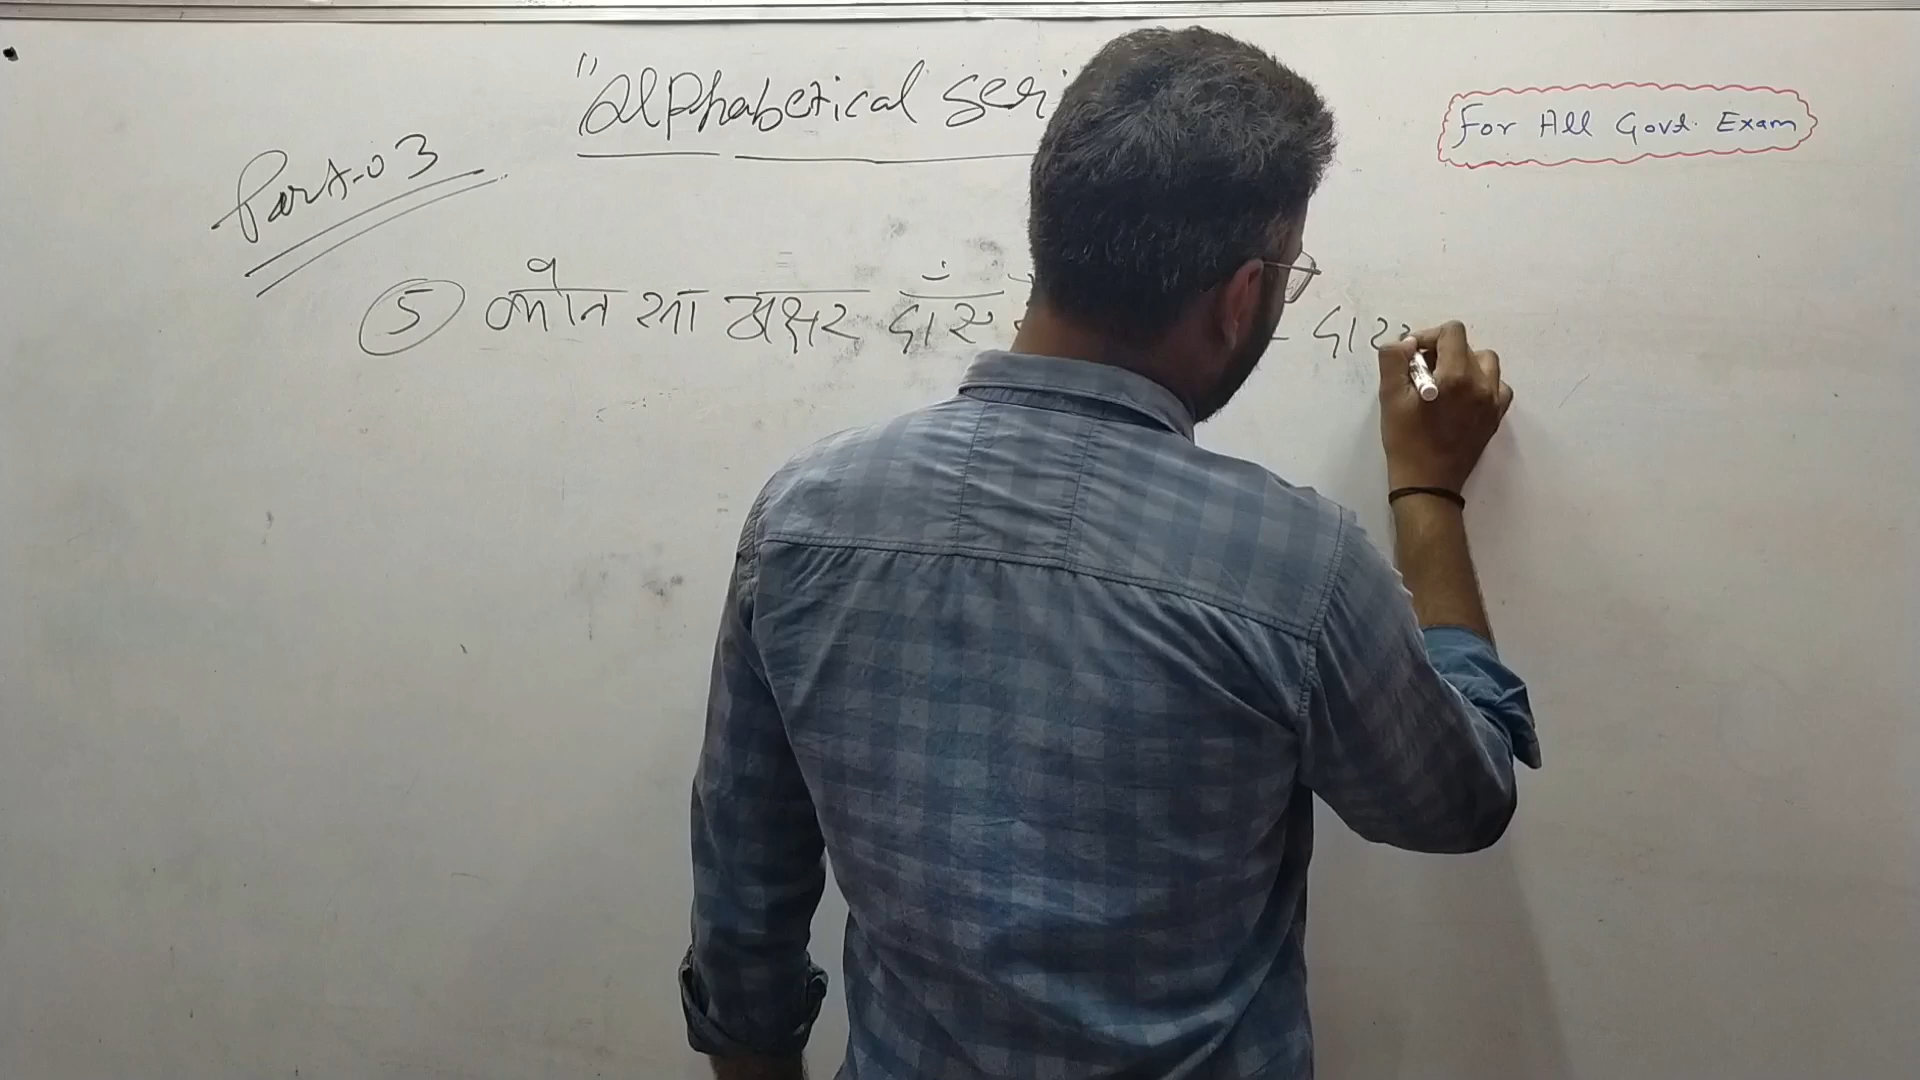 "Alphabetical Seri
For All Govt. Exam
Part-03
(5) कौन सा अक्षर दांए